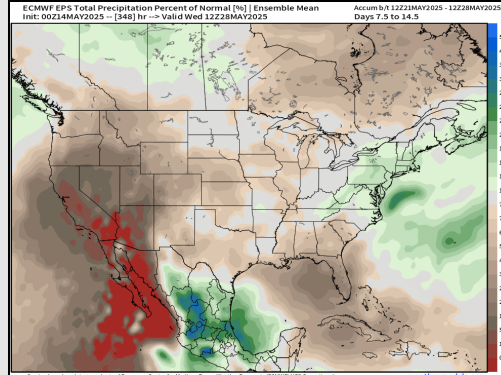 ECMWF EPS Total Precipitation Percent of Normal [%] | Ensemble Mean
Init: 00Z14MAY2025 -- [348] hr --> Valid Wed 12Z28MAY2025
Accum b/t 12Z21MAY2025 - 12Z28MAY2025
Days 7.5 to 14.5